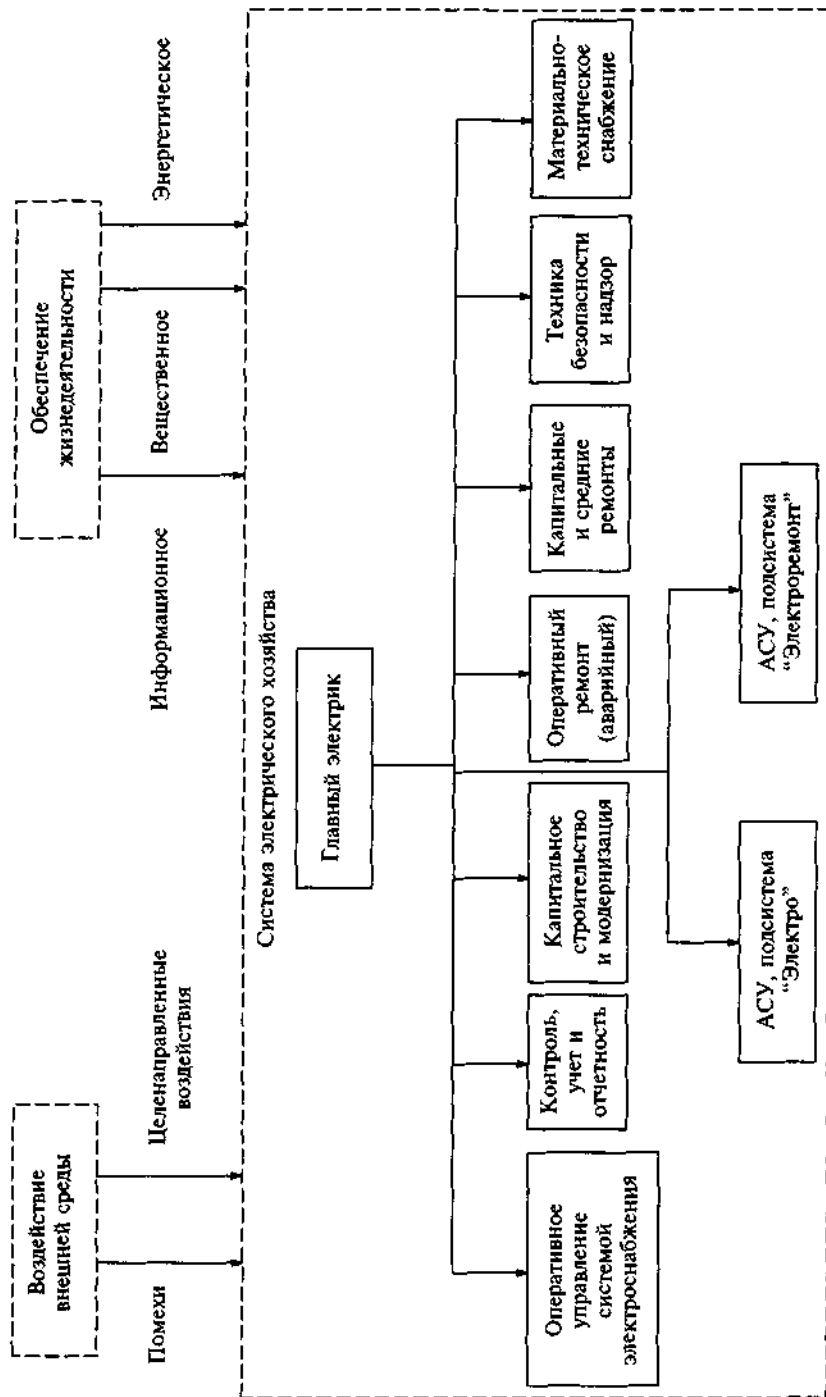 Воздействие
внешней среды
Обеспечение
жизнедеятельности
Помехи
Целенаправленные
воздействия
Информационное
Вещественное
Энергетическое
Система электрического хозяйства
Главный электрик
Оперативное
управление
системой
электроснабжения
Контроль,
учет и
отчетность
Капитальное
строительство
и модернизация
Оперативный
ремонт
(аварийный)
Капитальные
и средние
ремонты
Техника
безопасности
и надзор
Материально-
техническое
снабжение
АСУ, подсистема
“Электро”
АСУ, подсистема
“Электроремонт”